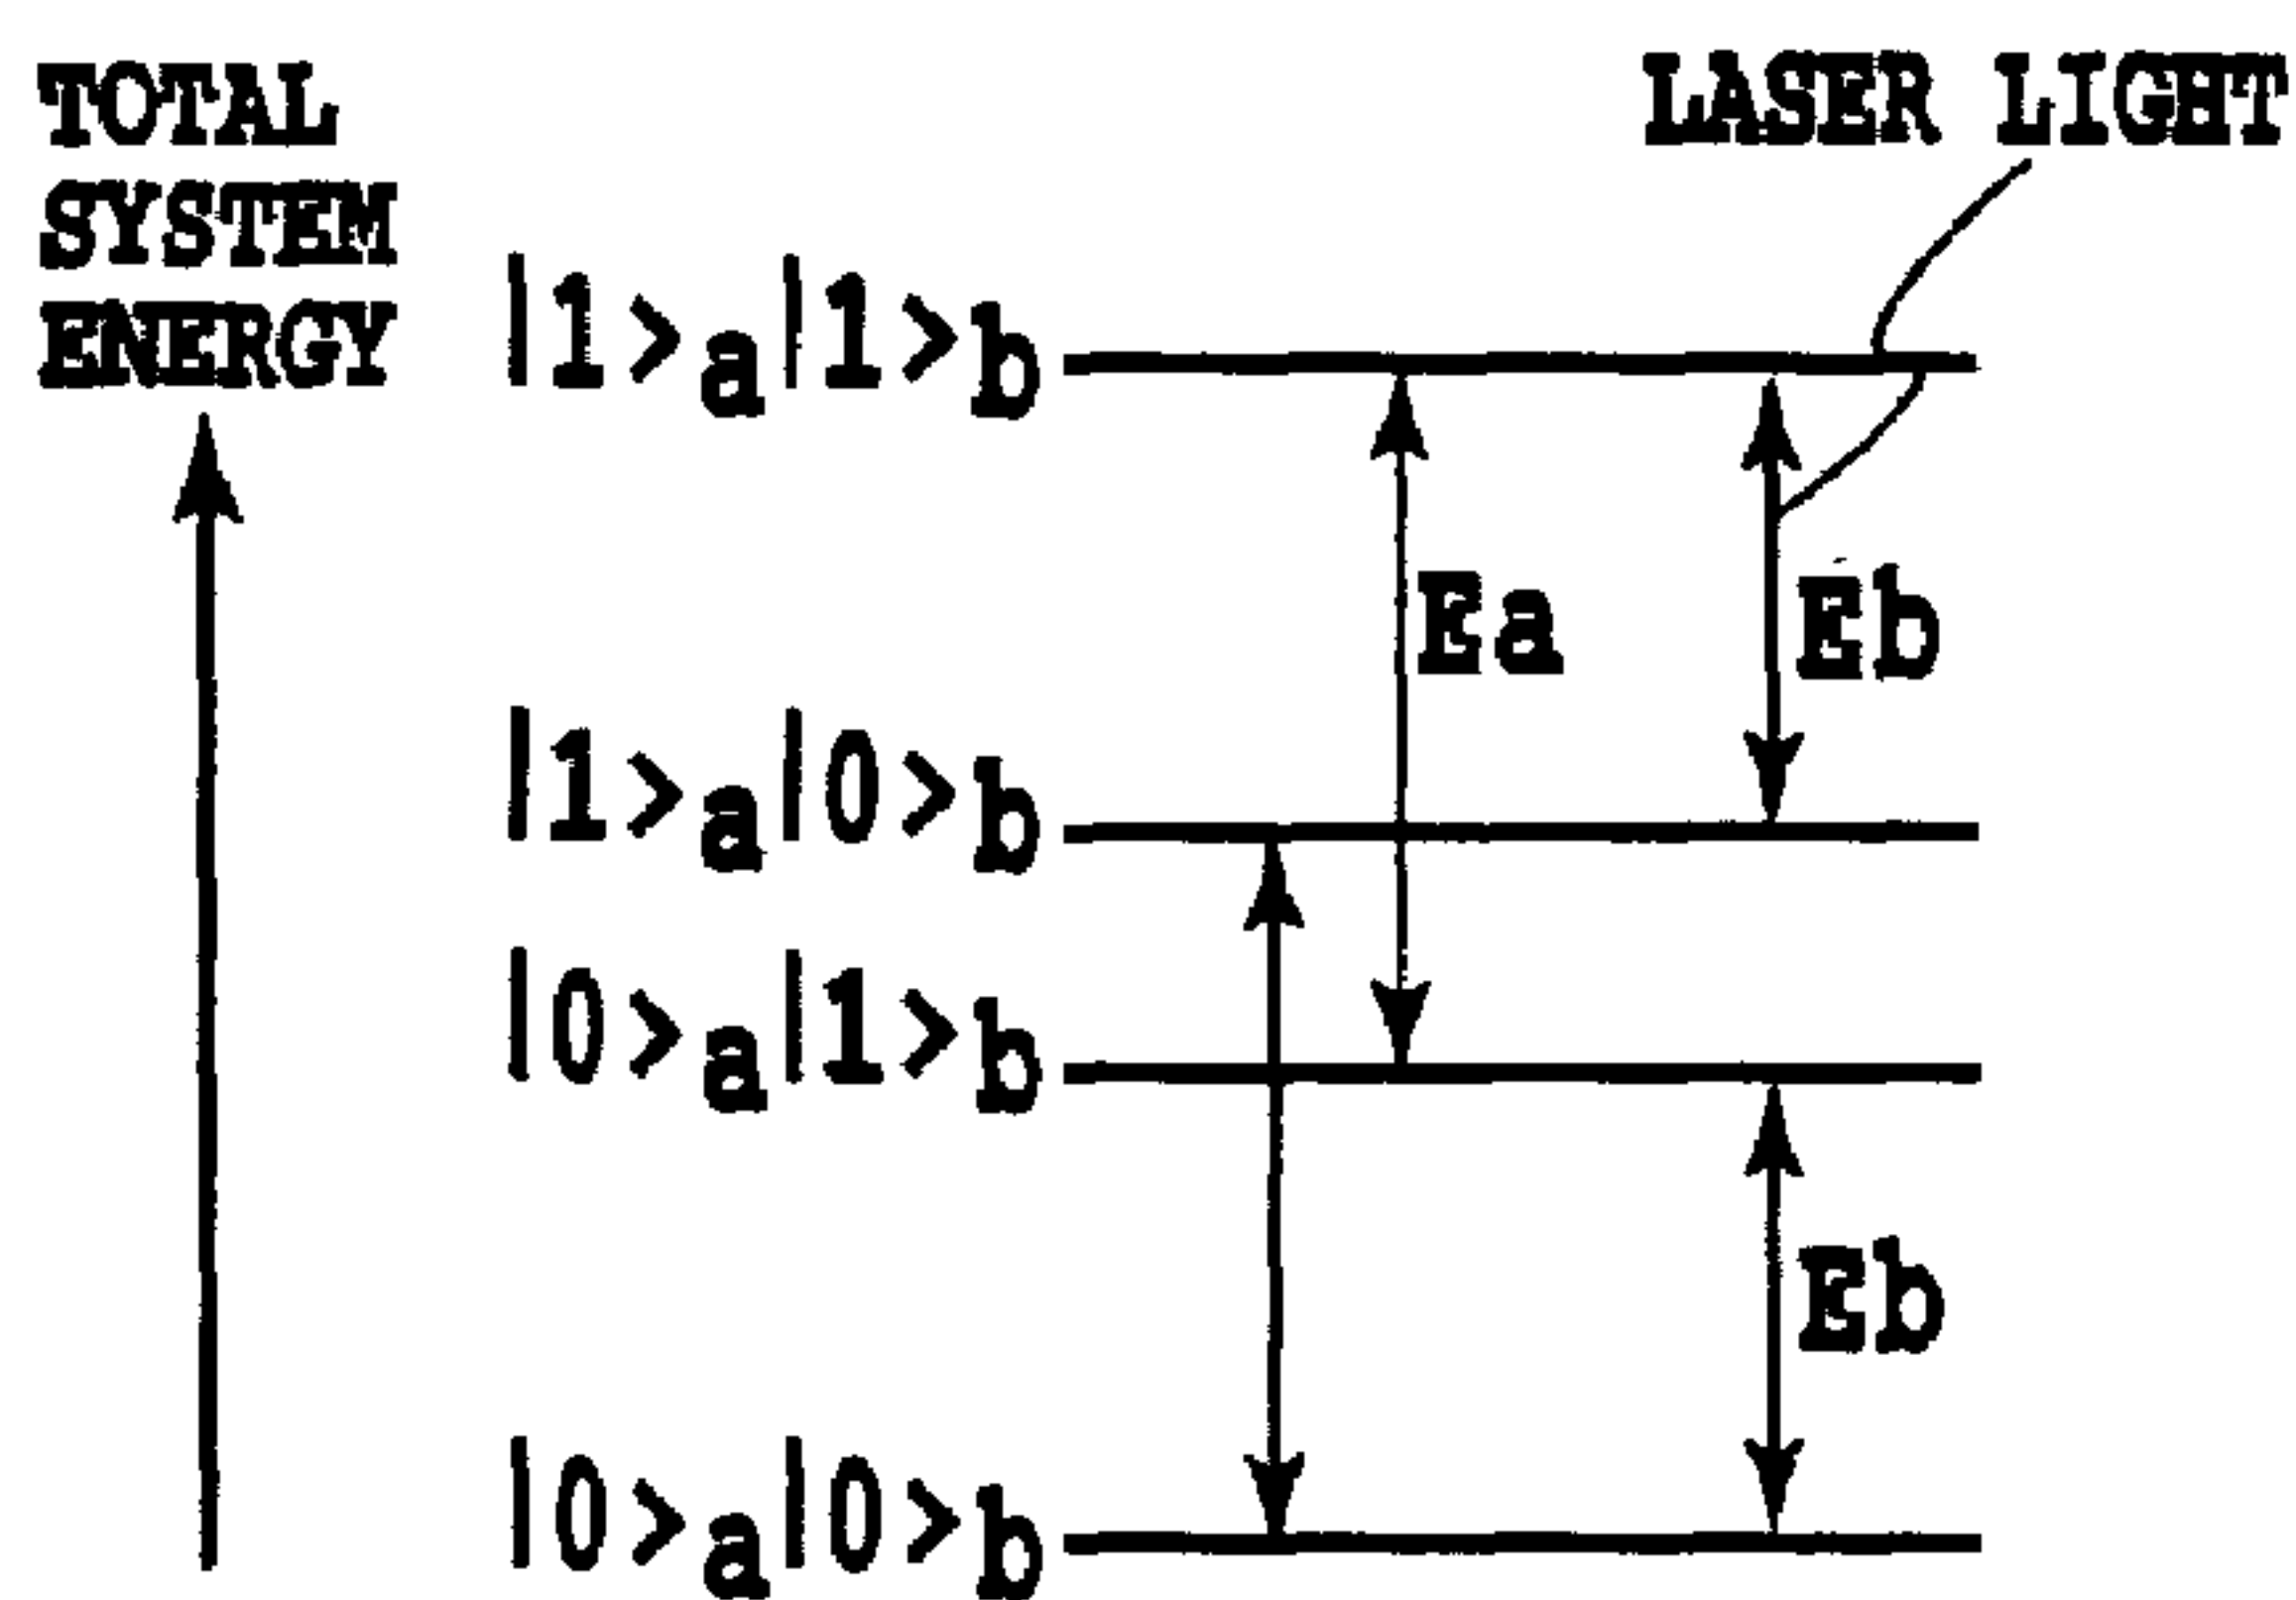 TOTAL
SYSTEM
ENERGY
LASER LIGHT
|1>a|1>b
Ea
Eb
|1>a|0>b
|0>a|1>b
Eb
|0>a|0>b